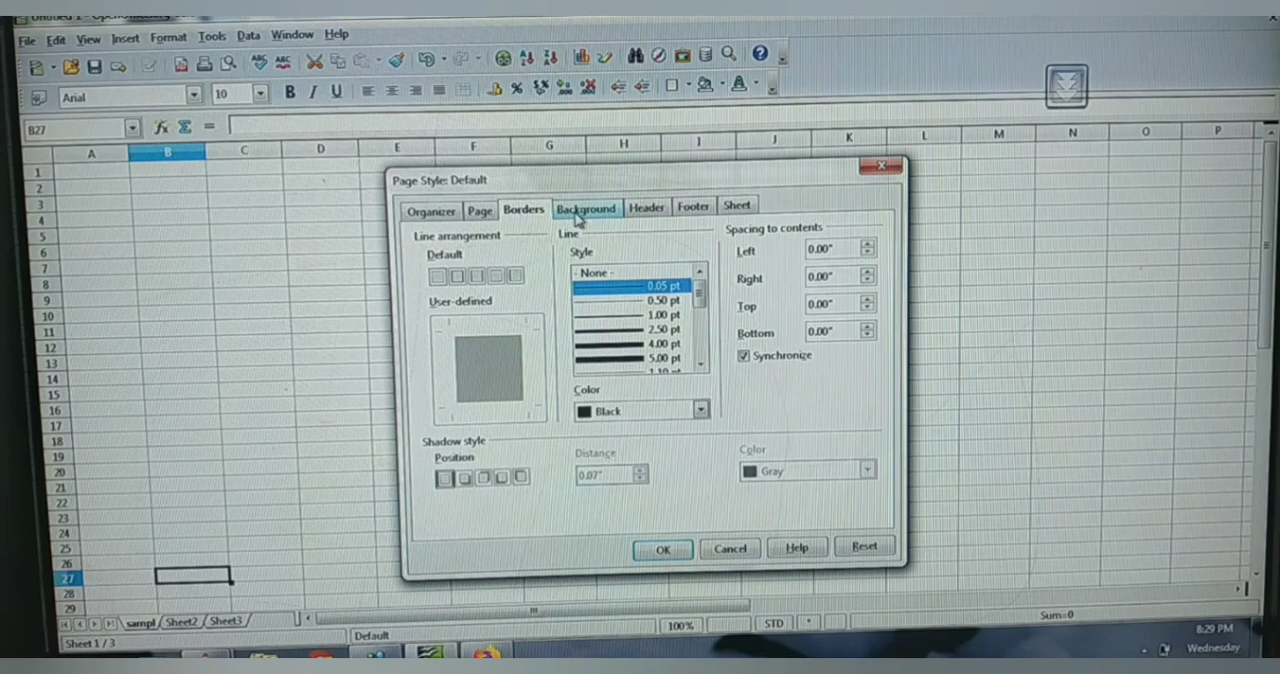 File Edit View Insert Format Tools Data Window Help
Arial 10 B I U
B27
A B C D E F G H I J K L M N O P
1
2
3
4
5
6
7
8
9
10
11
12
13
14
15
16
17
18
19
20
21
22
23
24
25
26
27
28
29
Page Style: Default
Organizer Page Borders Background Header Footer Sheet
Line arrangement
Default
User-defined
Line
Style
- None -
0.05 pt
0.50 pt
1.00 pt
2.50 pt
4.00 pt
5.00 pt
Color
Black
Spacing to contents
Left 0.00"
Right 0.00"
Top 0.00"
Bottom 0.00"
Synchronize
Shadow style
Position
Distance
0.07"
Color
Gray
OK Cancel Help Reset
sampl Sheet2 Sheet3
Sheet 1 / 3 Default 100% STD * Sum=0
8:29 PM
Wednesday